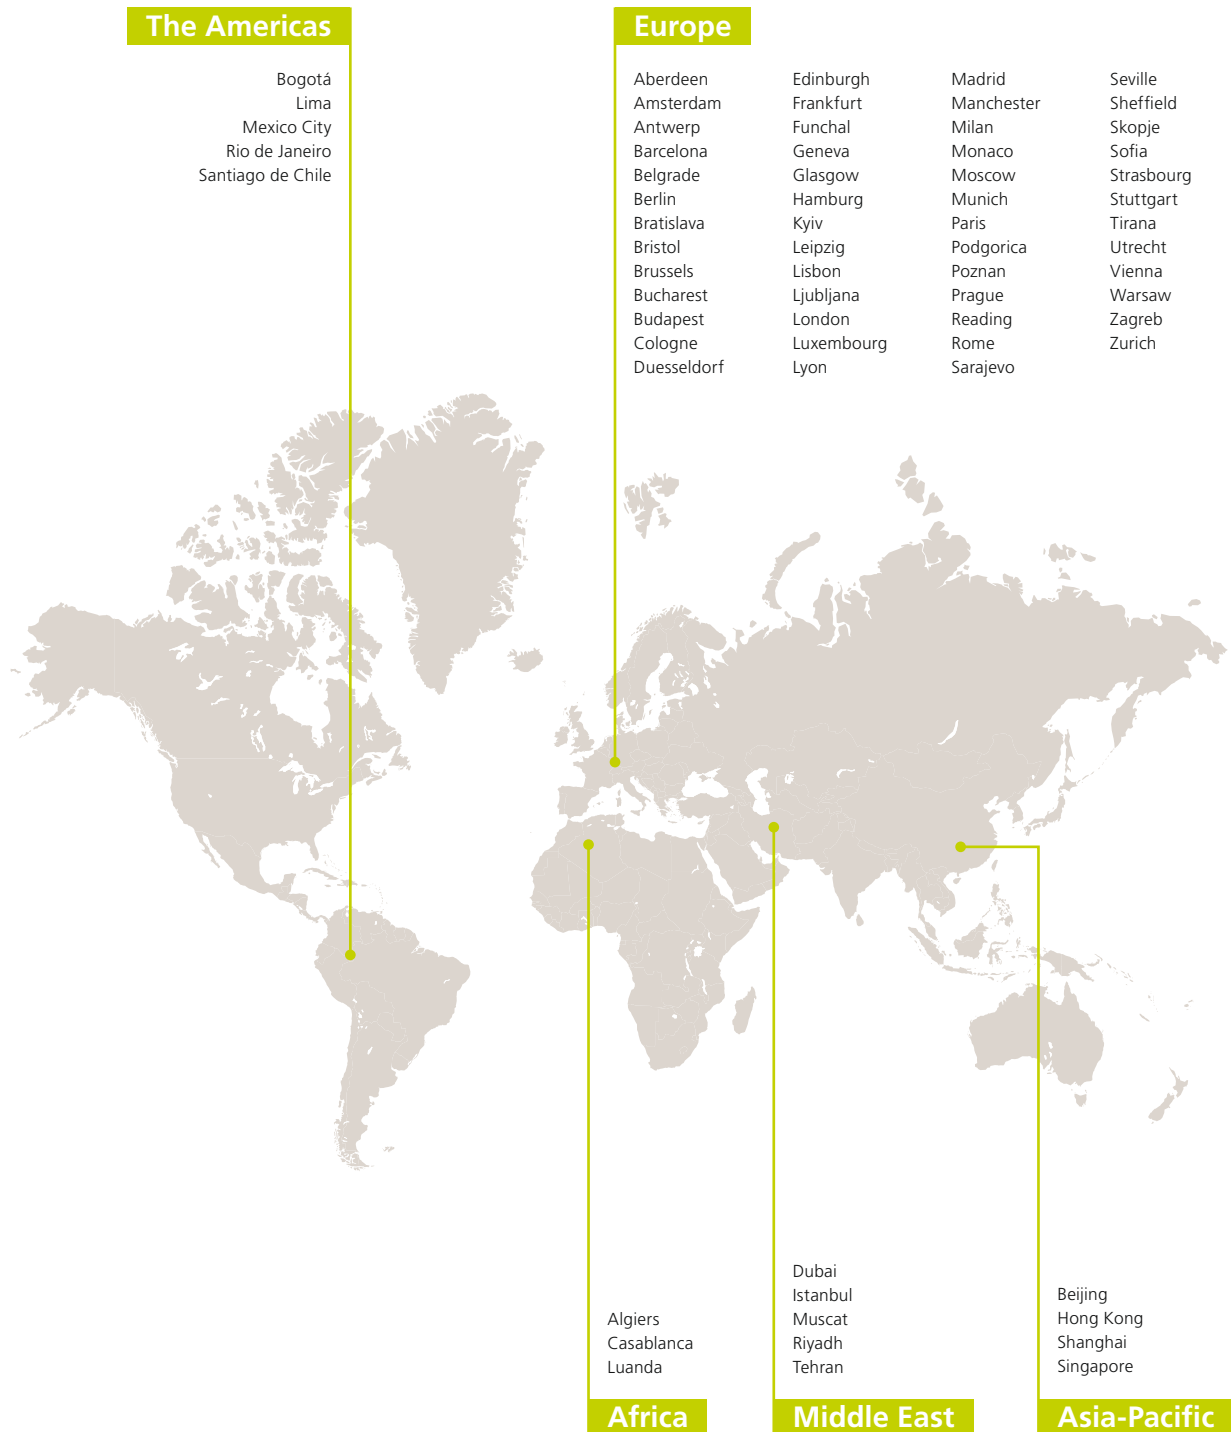 The Americas
Bogotá
Lima
Mexico City
Rio de Janeiro
Santiago de Chile
Europe
Aberdeen
Amsterdam
Antwerp
Barcelona
Belgrade
Berlin
Bratislava
Bristol
Brussels
Bucharest
Budapest
Cologne
Duesseldorf
Edinburgh
Frankfurt
Funchal
Geneva
Glasgow
Hamburg
Kyiv
Leipzig
Lisbon
Ljubljana
London
Luxembourg
Lyon
Madrid
Manchester
Milan
Monaco
Moscow
Munich
Paris
Podgorica
Poznan
Prague
Reading
Rome
Sarajevo
Seville
Sheffield
Skopje
Sofia
Strasbourg
Stuttgart
Tirana
Utrecht
Vienna
Warsaw
Zagreb
Zurich
Algiers
Casablanca
Luanda
Africa
Dubai
Istanbul
Muscat
Riyadh
Tehran
Middle East
Beijing
Hong Kong
Shanghai
Singapore
Asia-Pacific